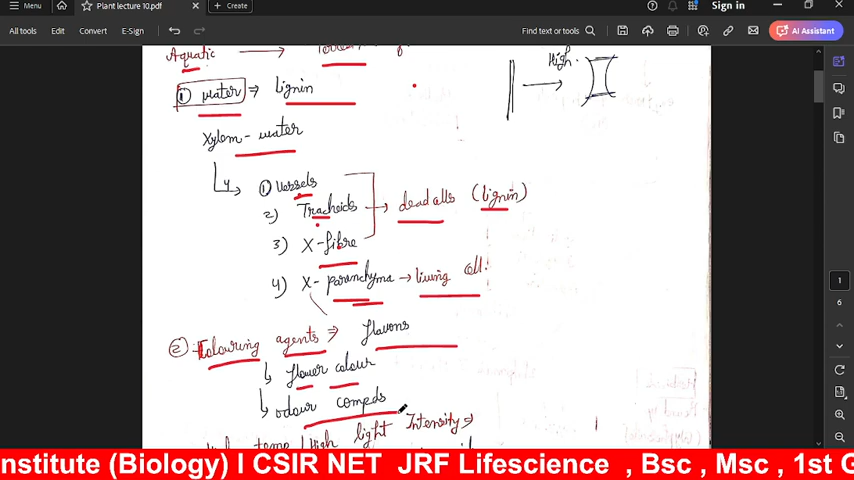 Menu
Plant lecture 10.pdf
Create
Sign in
All tools Edit Convert E-Sign
Find text or tools
AI Assistant
Aquatic
① water ⇒ lignin
High.
Xylem - water
4
① Vessels
2) Tracheids → dead cells (lignin)
3) X - fibre
4) X - parenchyma → living cell.
② Colouring agents ⇒ flavons
flower colour
odour compds
temp / High light Intensity ⇒
1
6
nstitute (Biology) I CSIR NET JRF Lifescience , Bsc , Msc , 1st G